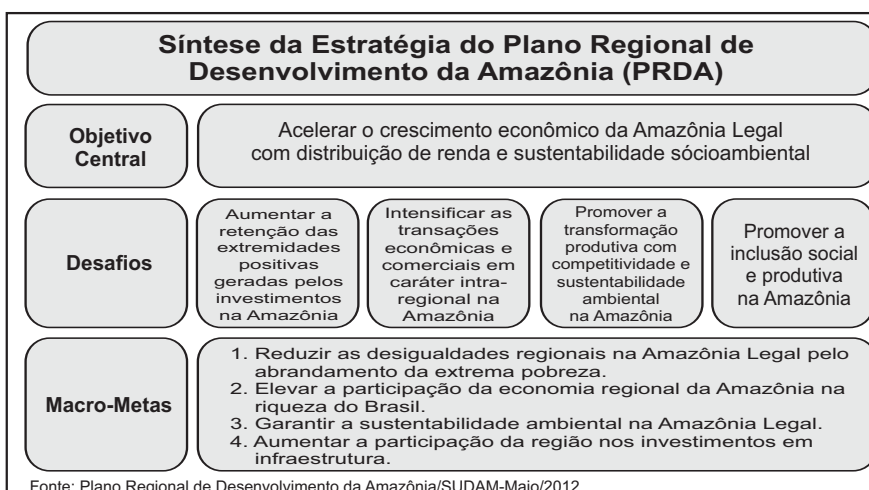 Síntese da Estratégia do Plano Regional de
Desenvolvimento da Amazônia (PRDA)
Objetivo
Central
Acelerar o crescimento econômico da Amazônia Legal
com distribuição de renda e sustentabilidade sócioambiental
Desafios
Aumentar a
retenção das
extremidades
positivas
geradas pelos
investimentos
na Amazônia
Intensificar as
transações
econômicas e
comerciais em
caráter intra-
regional na
Amazônia
Promover a
transformação
produtiva com
competitividade e
sustentabilidade
ambiental
na Amazônia
Promover a
inclusão social
e produtiva
na Amazônia
Macro-Metas
1. Reduzir as desigualdades regionais na Amazônia Legal pelo
abrandamento da extrema pobreza.
2. Elevar a participação da economia regional da Amazônia na
riqueza do Brasil.
3. Garantir a sustentabilidade ambiental na Amazônia Legal.
4. Aumentar a participação da região nos investimentos em
infraestrutura.
Fonte: Plano Regional de Desenvolvimento da Amazônia/SUDAM-Maio/2012